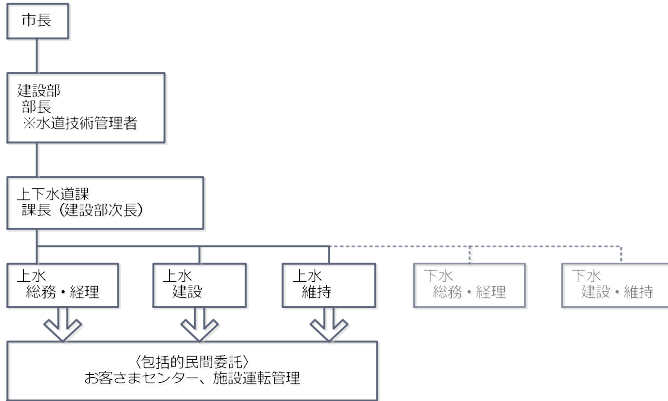 市長
建設部
部長
※水道技術管理者
上下水道課
課長（建設部次長）
上水
総務・経理
上水
建設
上水
維持
下水
総務・経理
下水
建設・維持
〈包括的民間委託〉
お客さまセンター、施設運転管理